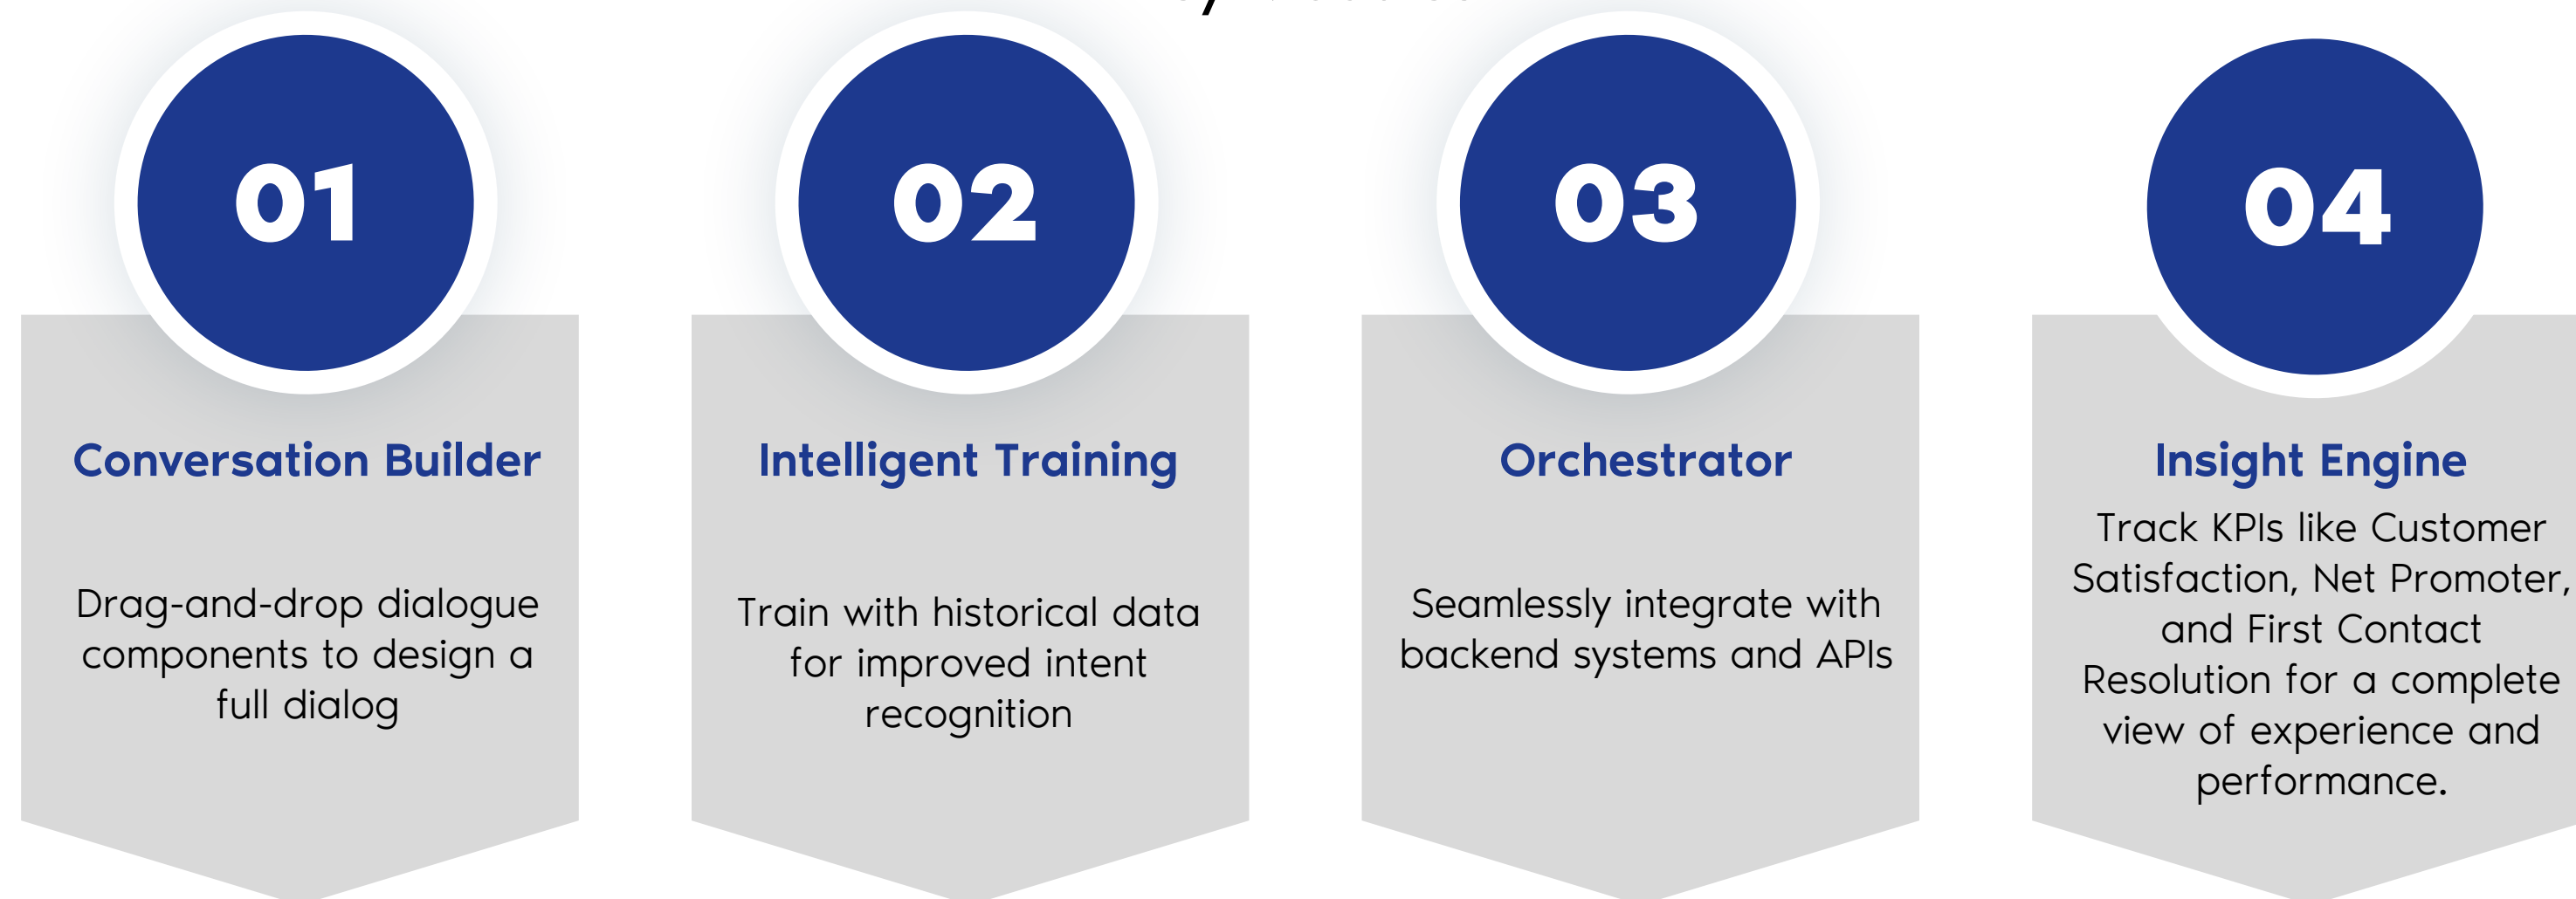 01
Conversation Builder
Drag-and-drop dialogue
components to design a
full dialog
02
Intelligent Training
Train with historical data
for improved intent
recognition
03
Orchestrator
Seamlessly integrate with
backend systems and APIs
04
Insight Engine
Track KPIs like Customer
Satisfaction, Net Promoter,
and First Contact
Resolution for a complete
view of experience and
performance.